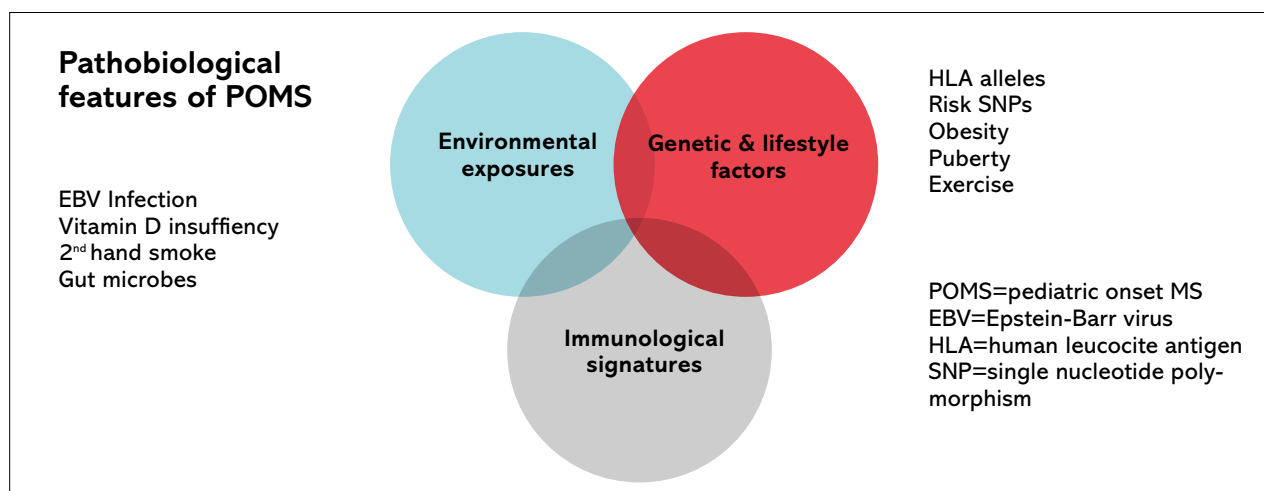 Pathobiological
features of POMS
EBV Infection
Vitamin D insuffiency
2nd hand smoke
Gut microbes
Environmental
exposures
Genetic & lifestyle
factors
Immunological
signatures
HLA alleles
Risk SNPs
Obesity
Puberty
Exercise
POMS=pediatric onset MS
EBV=Epstein-Barr virus
HLA=human leucocite antigen
SNP=single nucleotide poly-
morphism